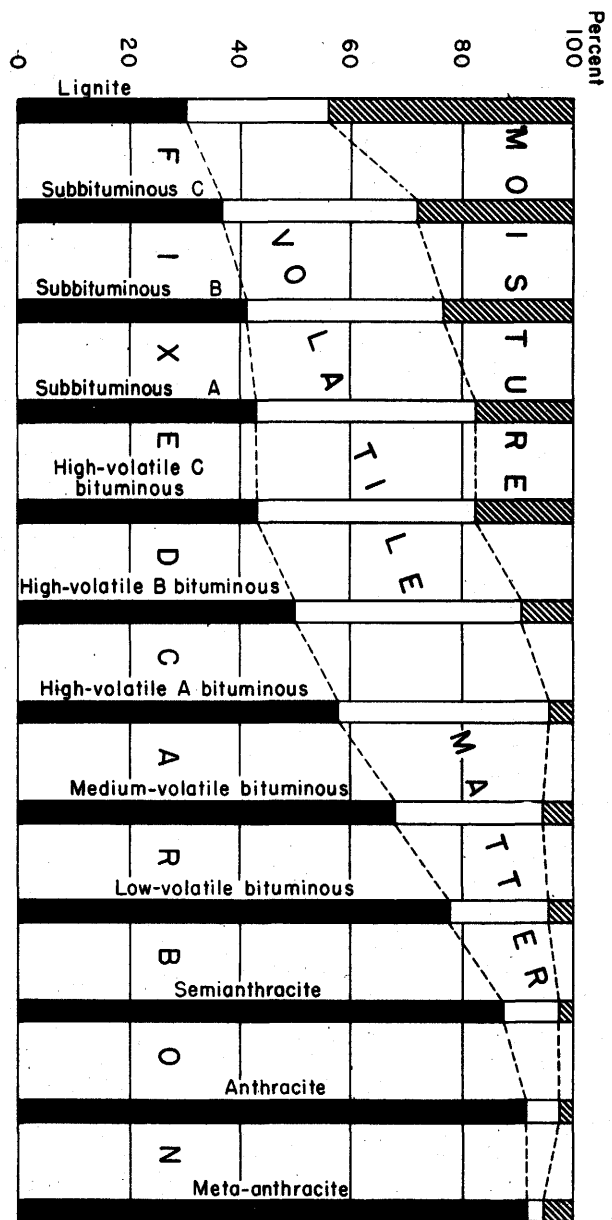 Percent
0 20 40 60 80 100
Lignite
Subbituminous C
Subbituminous B
Subbituminous A
High-volatile C
bituminous
High-volatile B bituminous
High-volatile A bituminous
Medium-volatile bituminous
Low-volatile bituminous
Semianthracite
Anthracite
Meta-anthracite
FIXED CARBON
VOLATILE MATTER
MOISTURE